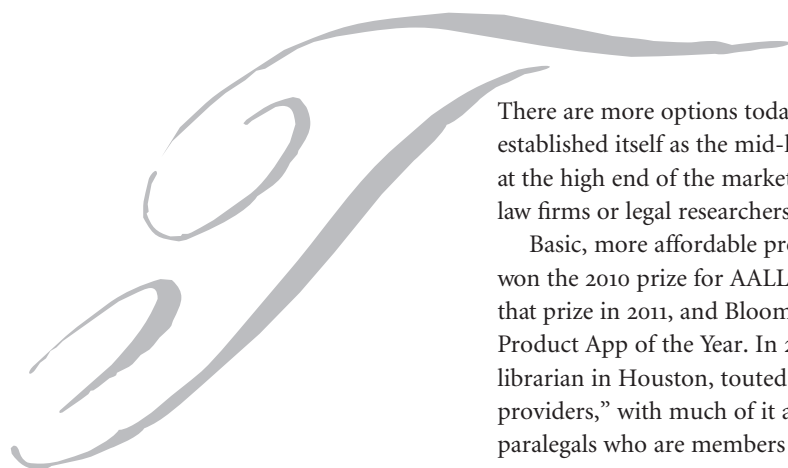 There are more options toda
established itself as the mid-l
at the high end of the market
law firms or legal researchers
Basic, more affordable pro
won the 2010 prize for AALL
that prize in 2011, and Bloom
Product App of the Year. In 2
librarian in Houston, touted
providers,” with much of it a
paralegals who are members